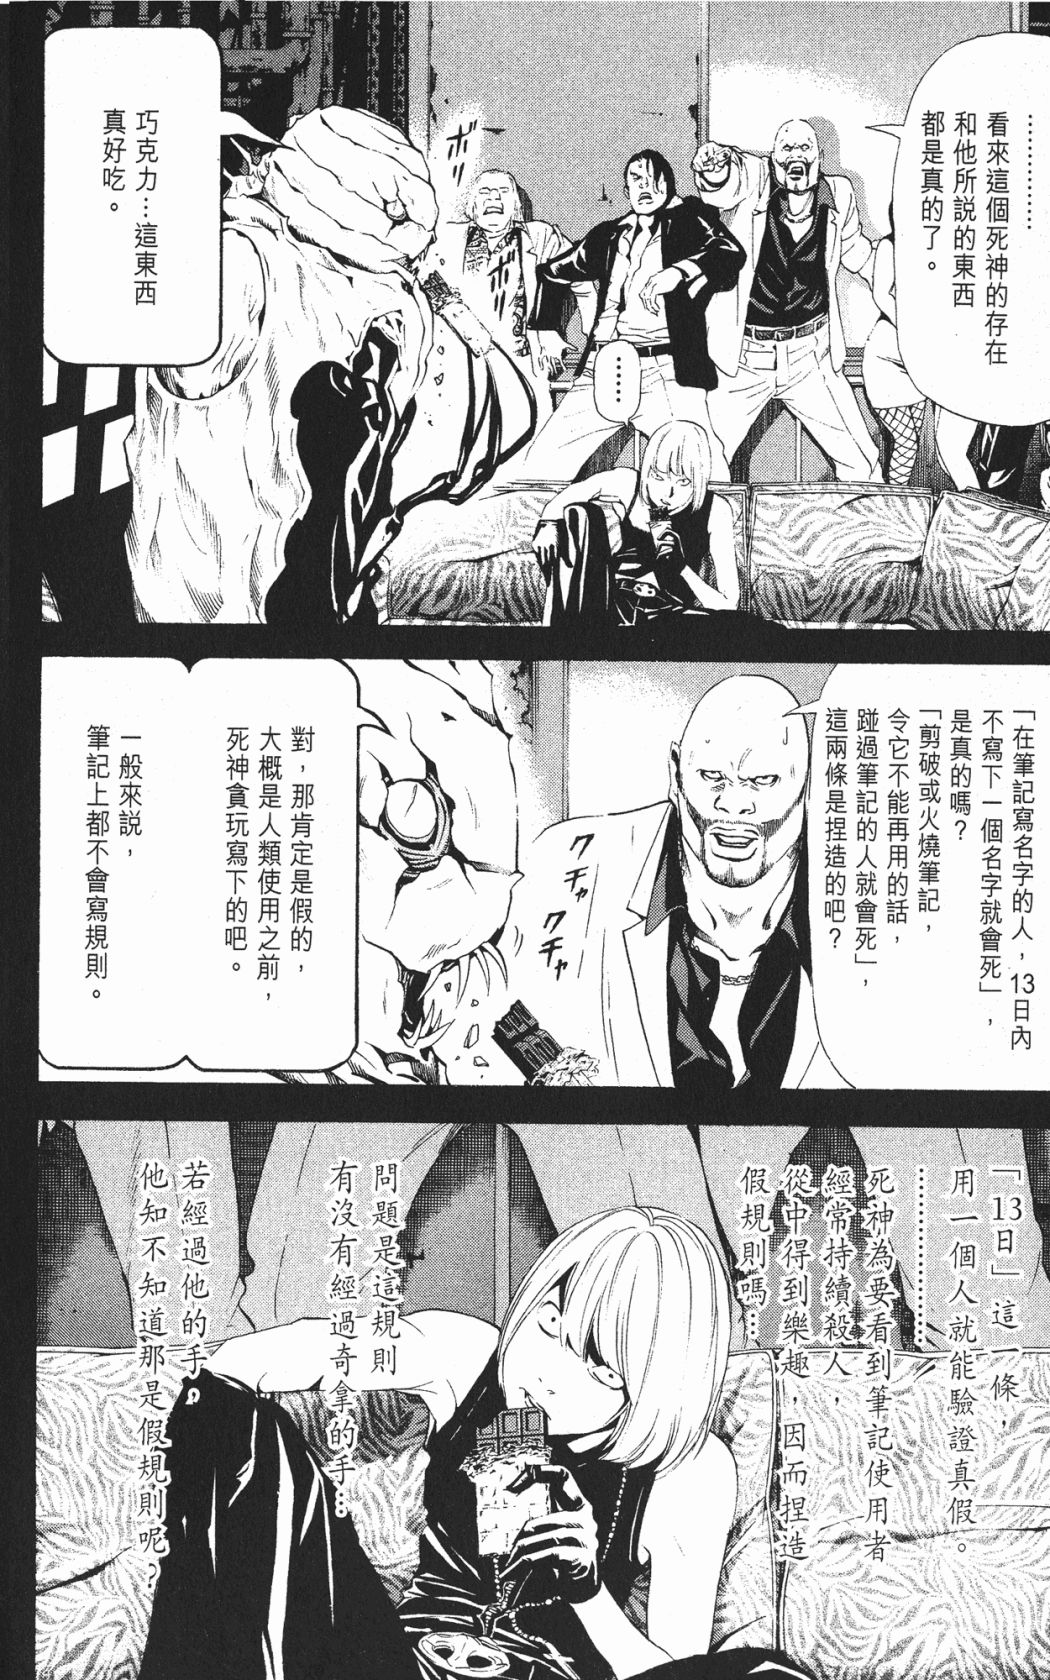 …………
看來這個死神的存在
和他所說的東西
都是真的了。
……
ボリ
ボリ
巧克力…這東西
真好吃。
「在筆記寫名字的人，13日內
不寫下一個名字就會死」，
是真的嗎？
「剪破或火燒筆記，
令它不能再用的話，
踫過筆記的人就會死」，
這兩條是捏造的吧？
クチャ
クチャ
對，那肯定是假的，
大概是人類使用之前，
死神貪玩寫下的吧。
一般來說，
筆記上都不會寫規則。
「13日」這一條，
用一個人就能驗證真假。
…………
死神為要看到筆記使用者
經常持續殺人，
從中得到樂趣，因而捏造
假規則嗎…
問題是這規則
有沒有經過奇拿的手…
若經過他的手，
他知不知道那是假規則呢？